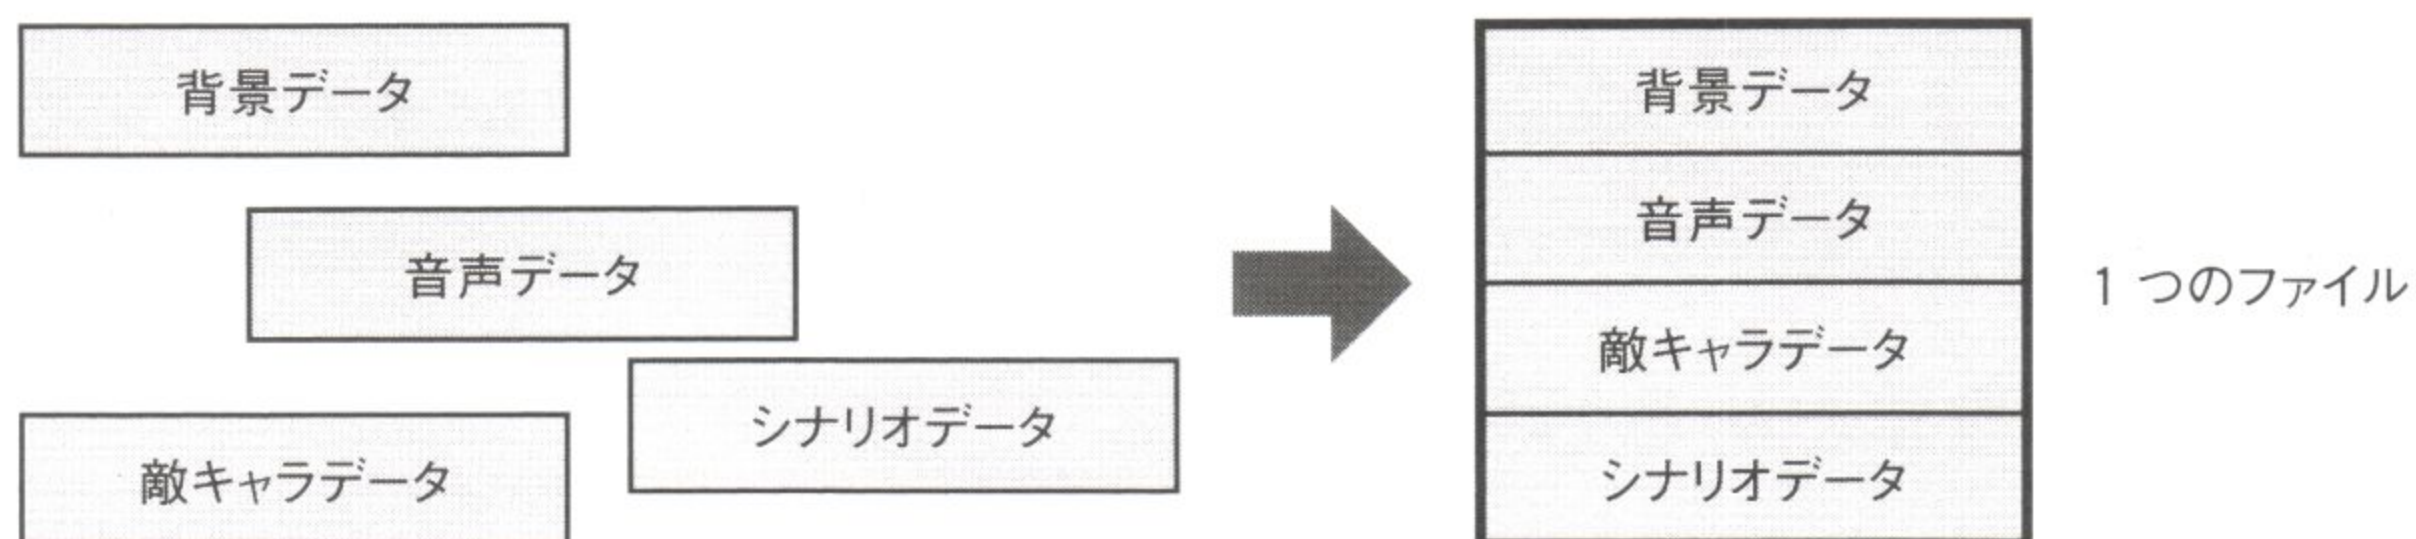 背景データ
音声データ
シナリオデータ
敵キャラデータ
背景データ
音声データ
敵キャラデータ
シナリオデータ
1 つのファイル